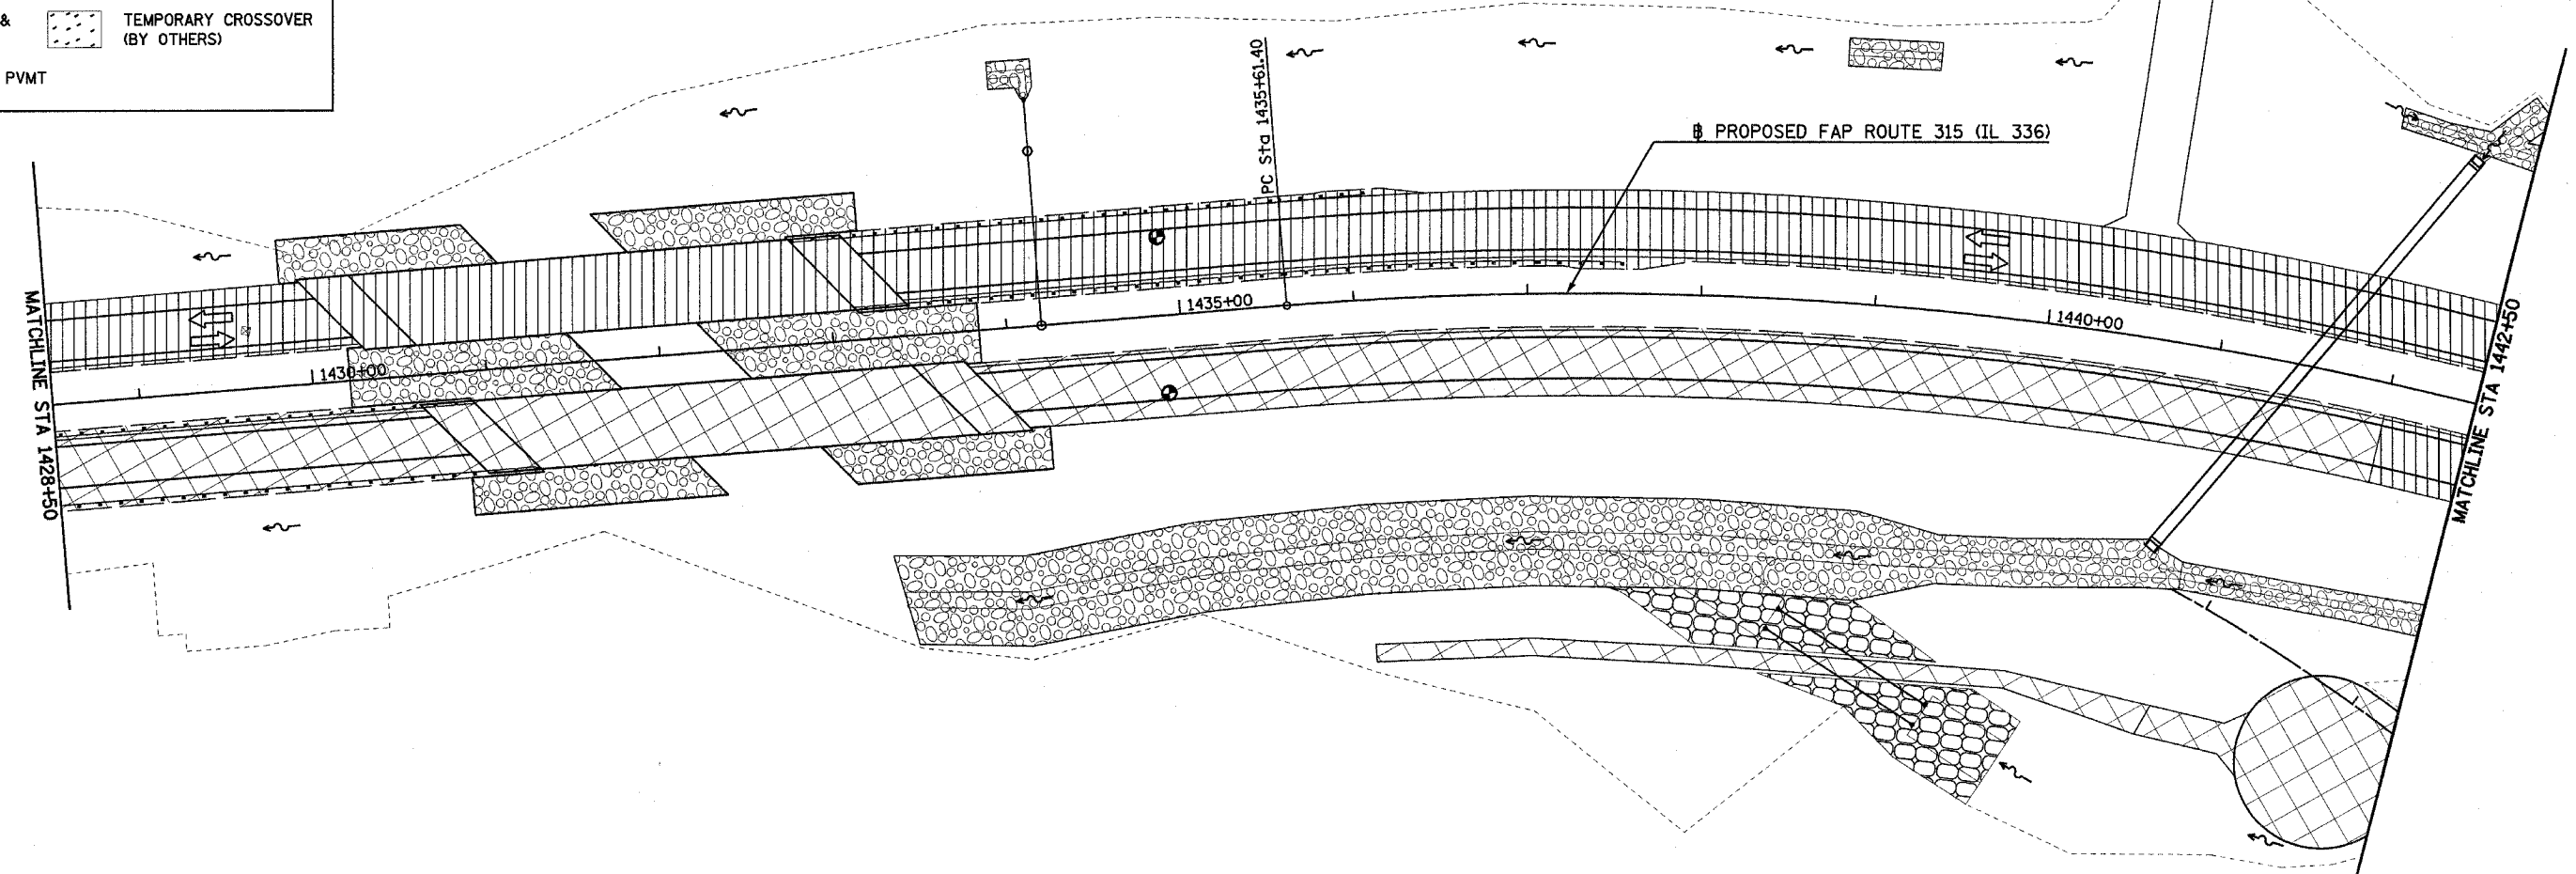 &
TEMPORARY CROSSOVER
(BY OTHERS)
PVMT
PC Sta 1435+61.40
PROPOSED FAP ROUTE 315 (IL 336)
MATCHLINE STA 1428+50
1430+00
1435+00
1440+00
MATCHLINE STA 1442+50